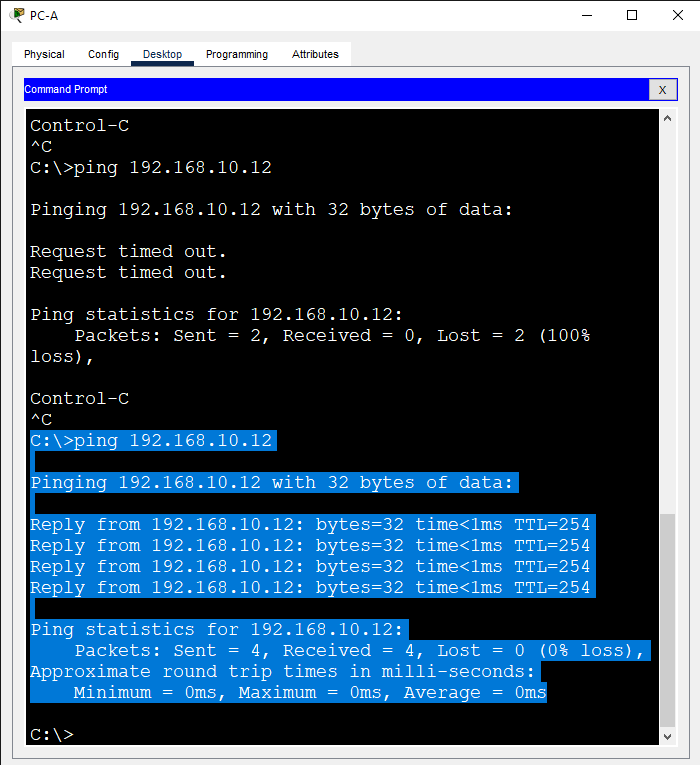 PC-A
Physical Config Desktop Programming Attributes
Command Prompt X
Control-C
^C
C:\>ping 192.168.10.12
Pinging 192.168.10.12 with 32 bytes of data:
Request timed out.
Request timed out.
Ping statistics for 192.168.10.12:
    Packets: Sent = 2, Received = 0, Lost = 2 (100%
loss),
Control-C
^C
C:\>ping 192.168.10.12
Pinging 192.168.10.12 with 32 bytes of data:
Reply from 192.168.10.12: bytes=32 time<1ms TTL=254
Reply from 192.168.10.12: bytes=32 time<1ms TTL=254
Reply from 192.168.10.12: bytes=32 time<1ms TTL=254
Reply from 192.168.10.12: bytes=32 time<1ms TTL=254
Ping statistics for 192.168.10.12:
    Packets: Sent = 4, Received = 4, Lost = 0 (0% loss),
Approximate round trip times in milli-seconds:
    Minimum = 0ms, Maximum = 0ms, Average = 0ms
C:\>